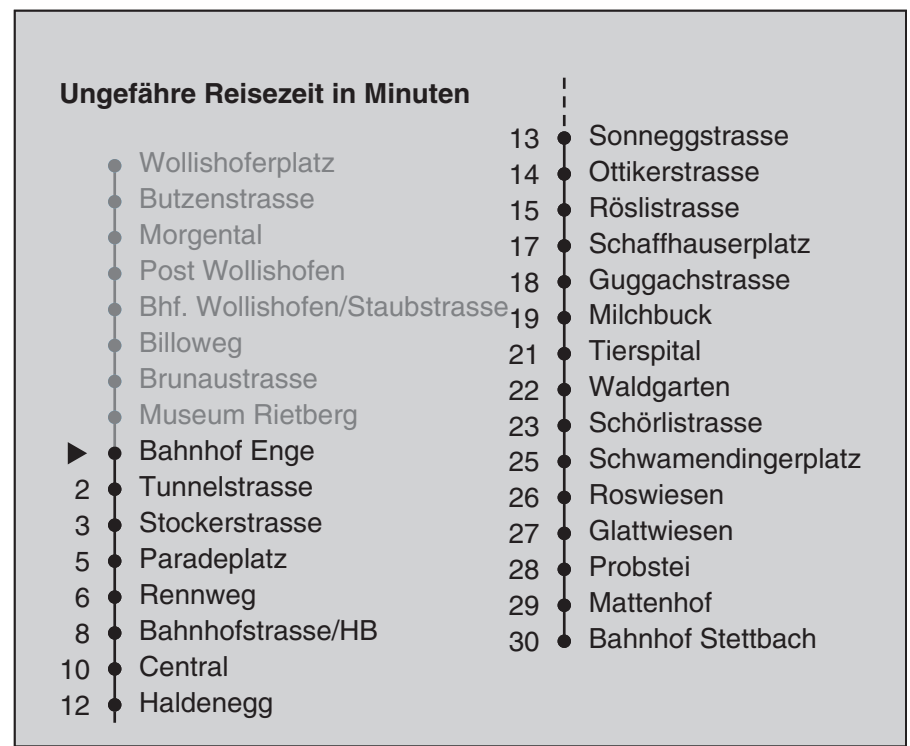 Ungefähre Reisezeit in Minuten
Wollishoferplatz
Butzenstrasse
Morgental
Post Wollishofen
Bhf. Wollishofen/Staubstrasse
Billoweg
Brunaustrasse
Museum Rietberg
Bahnhof Enge
2 Tunnelstrasse
3 Stockerstrasse
5 Paradeplatz
6 Rennweg
8 Bahnhofstrasse/HB
10 Central
12 Haldenegg
13 Sonneggstrasse
14 Ottikerstrasse
15 Röslistrasse
17 Schaffhauserplatz
18 Guggachstrasse
19 Milchbuck
21 Tierspital
22 Waldgarten
23 Schörlistrasse
25 Schwamendingerplatz
26 Roswiesen
27 Glattwiesen
28 Probstei
29 Mattenhof
30 Bahnhof Stettbach